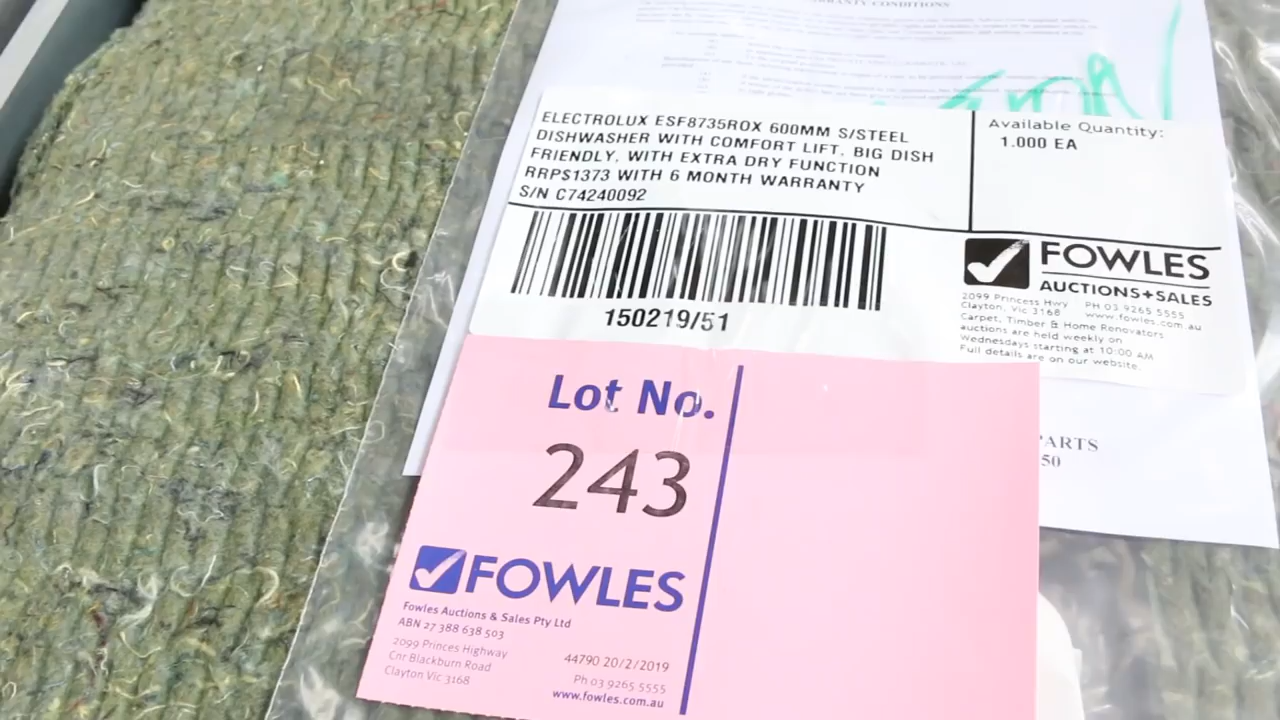 WARRANTY CONDITIONS
ELECTROLUX ESF8735ROX 600MM S/STEEL
DISHWASHER WITH COMFORT LIFT, BIG DISH
FRIENDLY, WITH EXTRA DRY FUNCTION
RRP$1373 WITH 6 MONTH WARRANTY
S/N C74240092
Available Quantity:
1.000 EA
150219/51
FOWLES
AUCTIONS+SALES
2099 Princess Hwy PH 03 9265 5555
Clayton, Vic 3168 www.fowles.com.au
Carpet, Timber & Home Renovators
auctions are held weekly on
Wednesdays starting at 10:00 AM
Full details are on our website.
PARTS
50
Lot No.
243
FOWLES
Fowles Auctions & Sales Pty Ltd
ABN 27 388 638 503
2099 Princes Highway
Cnr Blackburn Road
Clayton Vic 3168
44790 20/2/2019
Ph 03 9265 5555
www.fowles.com.au